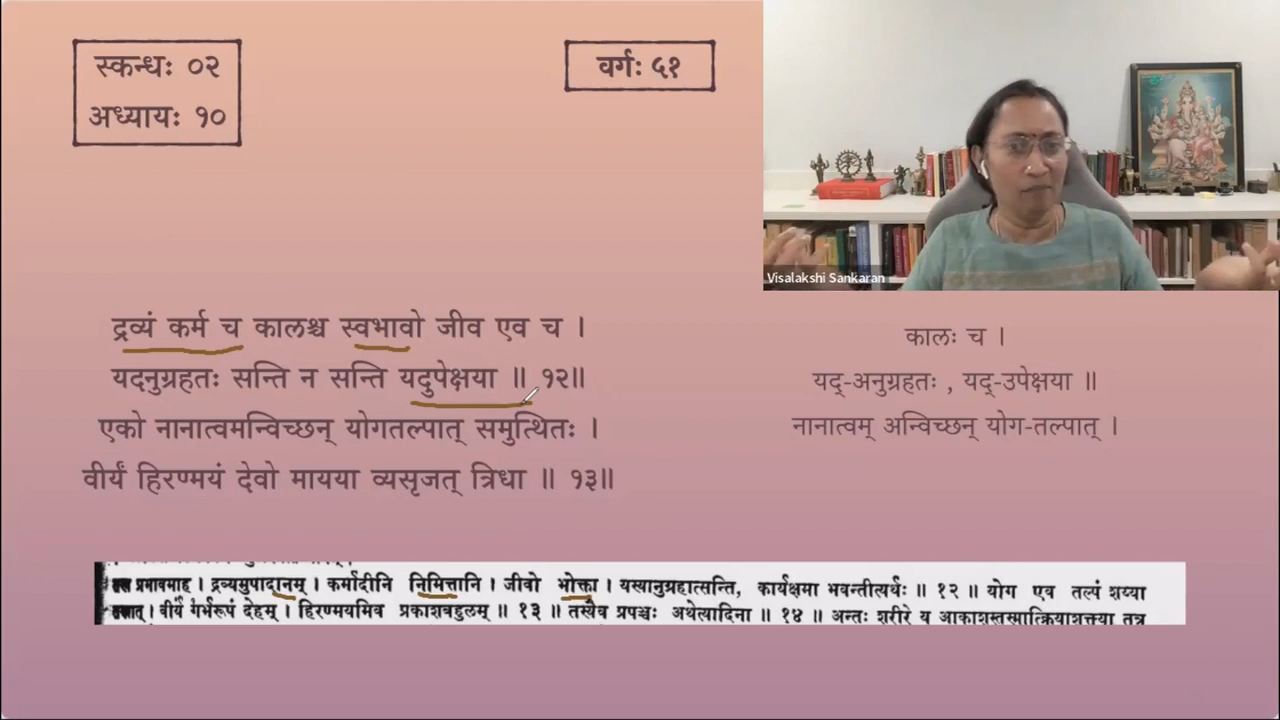 स्कन्धः ०२
अध्यायः १०
वर्गः ५१
Visalakshi Sankaran
द्रव्यं कर्म च कालश्च स्वभावो जीव एव च ।
यदनुग्रहतः सन्ति न सन्ति यदुपेक्षया ॥ १२॥
एको नानात्वमन्विच्छन् योगतल्पात् समुत्थितः ।
वीर्यं हिरण्मयं देवो मायया व्यसृजत् त्रिधा ॥ १३॥
कालः च ।
यद्-अनुग्रहतः , यद्-उपेक्षया ॥
नानात्वम् अन्विच्छन् योग-तल्पात् ।
प्रभावमाह । द्रव्यमुपादानम् । कर्मादीनि निमित्तानि । जीवो भोक्ता । यस्यानुग्रहात्सन्ति, कार्यक्षमा भवन्तीत्यर्थः ॥ १२ ॥ योग एव तल्पं शय्या
वीर्यं गर्भरूपं देहम् । हिरण्मयमिव प्रकाशबहुलम् ॥ १३ ॥ तस्यैव प्रपञ्चः अथेत्यादिना ॥ १४ ॥ अन्तः शरीरे य आकाशस्तस्मात्क्रियाशक्त्या तत्र